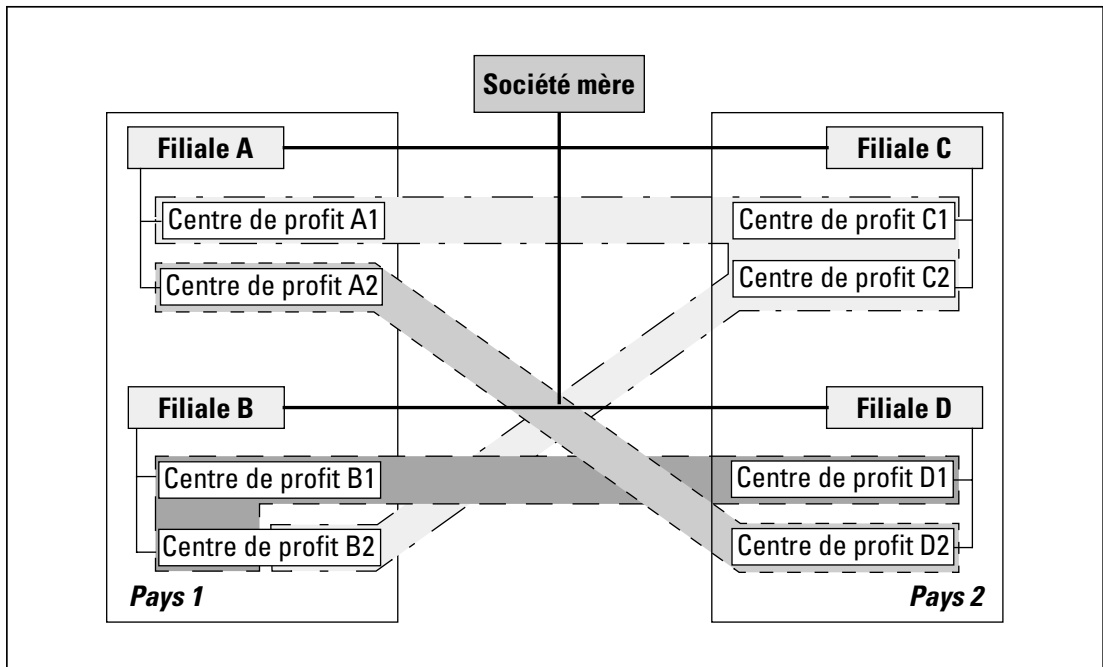 Société mère
Filiale A
Filiale C
Centre de profit A1
Centre de profit C1
Centre de profit A2
Centre de profit C2
Filiale B
Filiale D
Centre de profit B1
Centre de profit D1
Centre de profit B2
Centre de profit D2
Pays 1
Pays 2